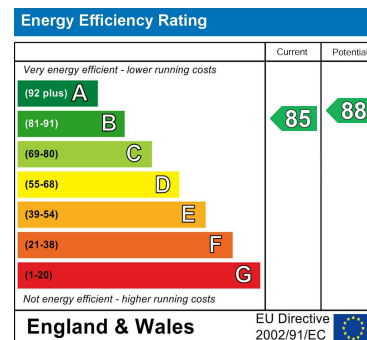 Energy Efficiency Rating
Current Potential
Very energy efficient - lower running costs
(92 plus) A
(81-91) B
(69-80) C
(55-68) D
(39-54) E
(21-38) F
(1-20) G
85
88
Not energy efficient - higher running costs
England & Wales
EU Directive
2002/91/EC